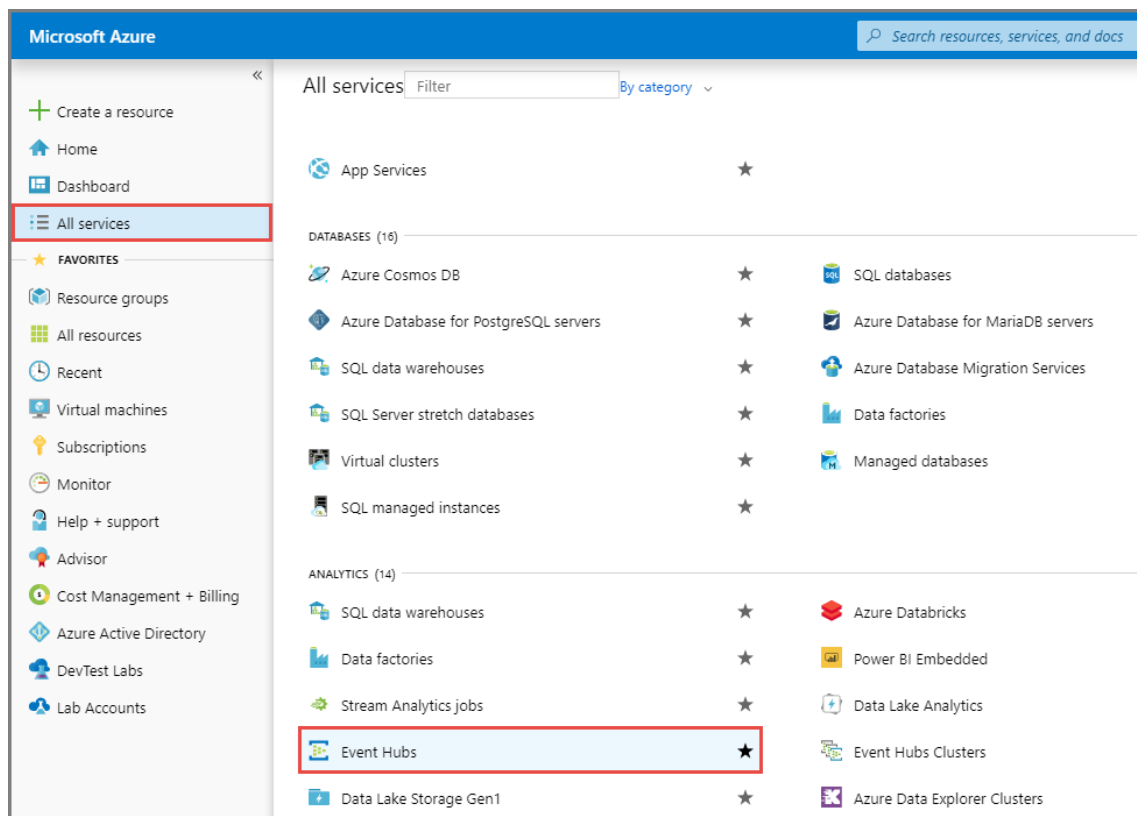 Microsoft Azure
Search resources, services, and docs
«
Create a resource
Home
Dashboard
All services
FAVORITES
Resource groups
All resources
Recent
Virtual machines
Subscriptions
Monitor
Help + support
Advisor
Cost Management + Billing
Azure Active Directory
DevTest Labs
Lab Accounts
All services Filter By category
App Services
DATABASES (16)
Azure Cosmos DB
SQL databases
Azure Database for PostgreSQL servers
Azure Database for MariaDB servers
SQL data warehouses
Azure Database Migration Services
SQL Server stretch databases
Data factories
Virtual clusters
Managed databases
SQL managed instances
ANALYTICS (14)
SQL data warehouses
Azure Databricks
Data factories
Power BI Embedded
Stream Analytics jobs
Data Lake Analytics
Event Hubs
Event Hubs Clusters
Data Lake Storage Gen1
Azure Data Explorer Clusters